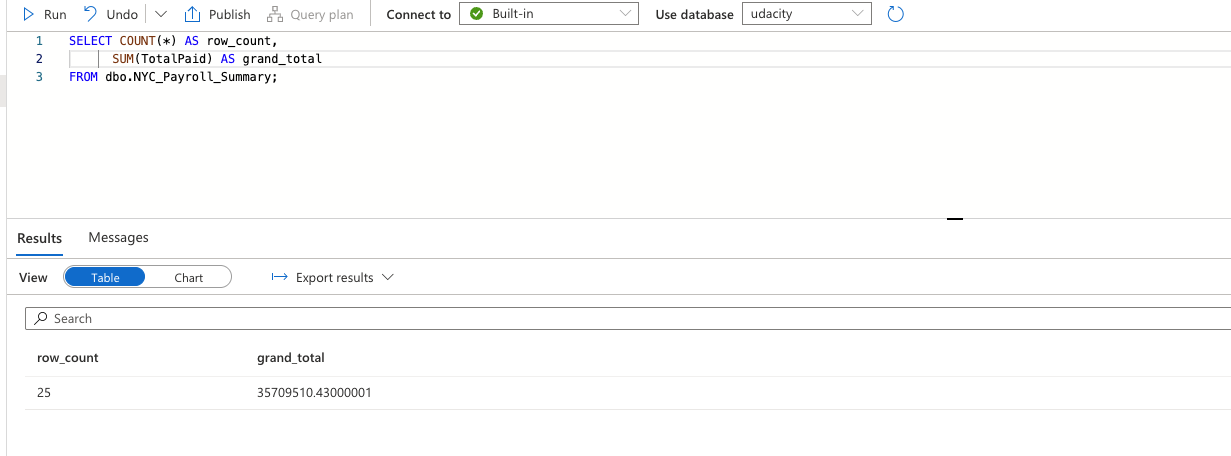 Run Undo Publish Query plan Connect to Built-in Use database udacity
1 SELECT COUNT(*) AS row_count,
2 SUM(TotalPaid) AS grand_total
3 FROM dbo.NYC_Payroll_Summary;
Results Messages
View Table Chart Export results
Search
row_count grand_total
25 35709510.43000001